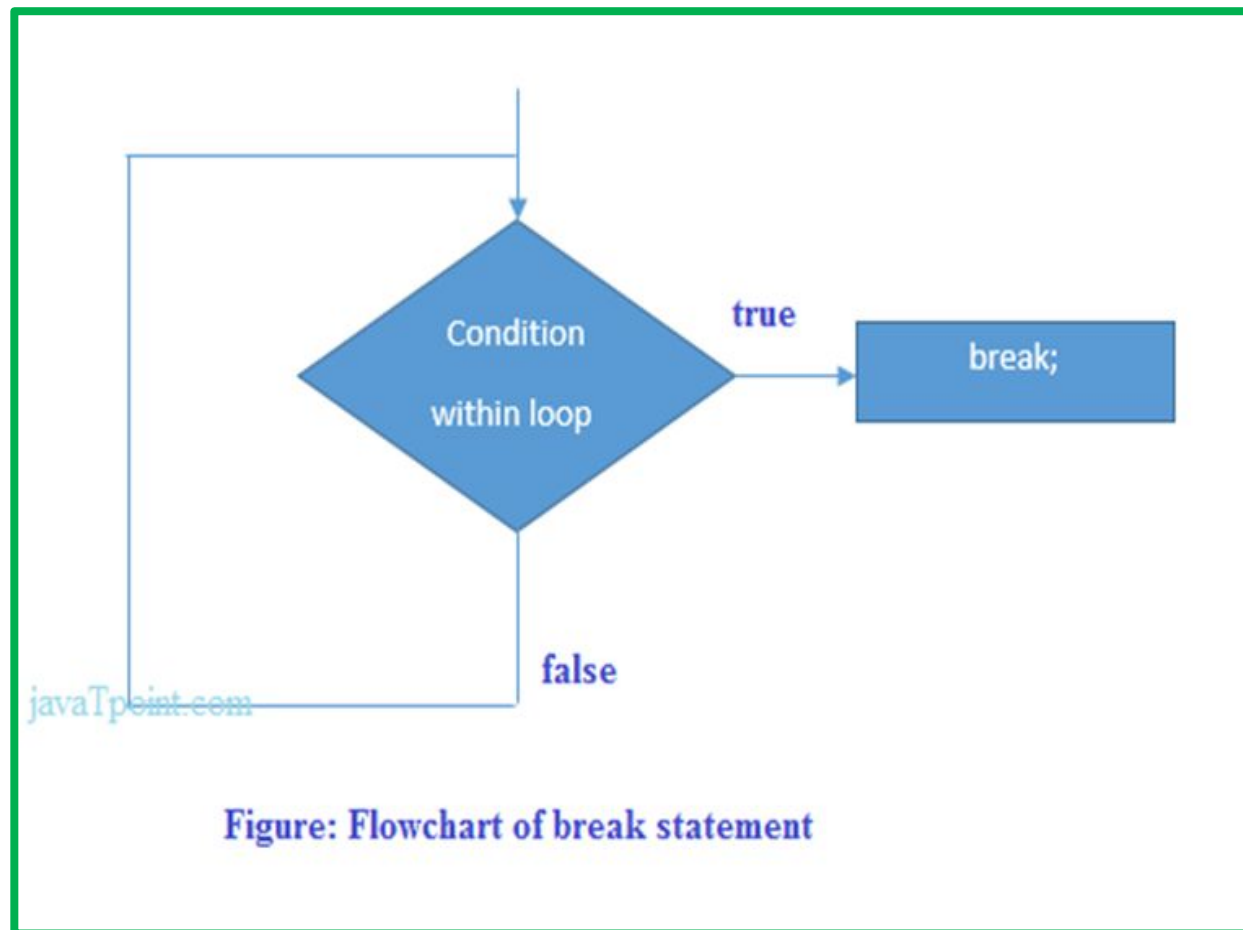 Condition
within loop
true
break;
false
javaTpoint.com
Figure: Flowchart of break statement